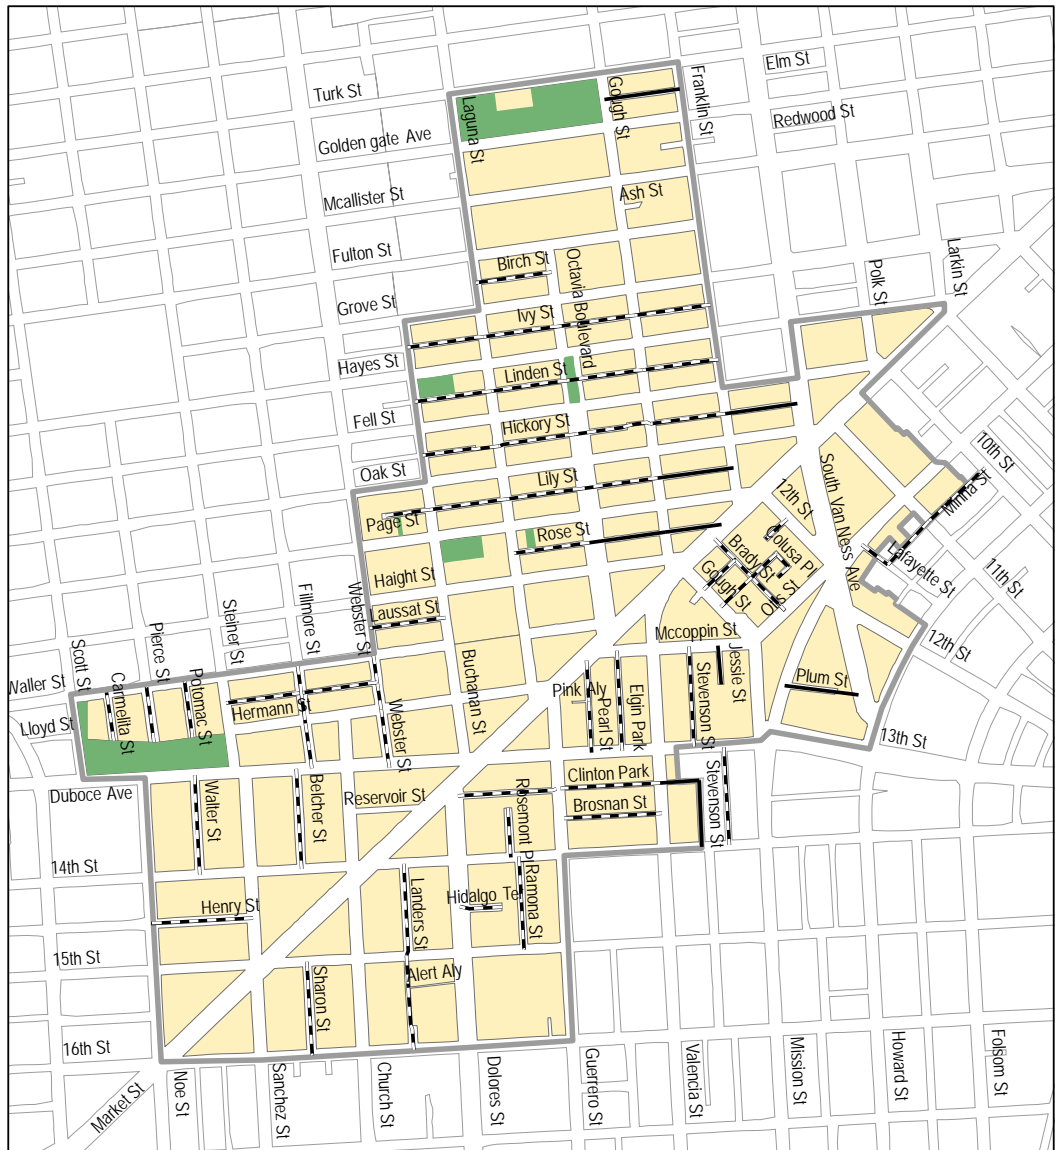 Turk St
Golden gate Ave
Mcallister St
Fulton St
Grove St
Hayes St
Fell St
Oak St
Page St
Haight St
Laussat St
Laguna St
Gough St
Franklin St
Elm St
Redwood St
Ash St
Birch St
Octavia Boulevard
Ivy St
Linden St
Hickory St
Lily St
Rose St
Polk St
Larkin St
10th St
Minna St
Lafayette St
11th St
12th St
South Van Ness Ave
12th St
Colusa Pl
Brady St
Otis St
Gough St
Mccoppin St
Jessie St
Stevenson St
Plum St
13th St
Elgin Park
Pearl St
Pink Aly
Buchanan St
Webster St
Webster St
Fillmore St
Steiner St
Pierce St
Scott St
Potomac St
Carmelita St
Hermann St
Waller St
Lloyd St
Duboce Ave
Walter St
Belcher St
Reservoir St
Rosemont Pl
Clinton Park
Brosnan St
Stevenson St
14th St
Henry St
Landers St
Hidalgo Ter
Ramona St
15th St
Sharon St
Alert Aly
16th St
Market St
Noe St
Sanchez St
Church St
Dolores St
Guerrero St
Valencia St
Mission St
Howard St
Folsom St